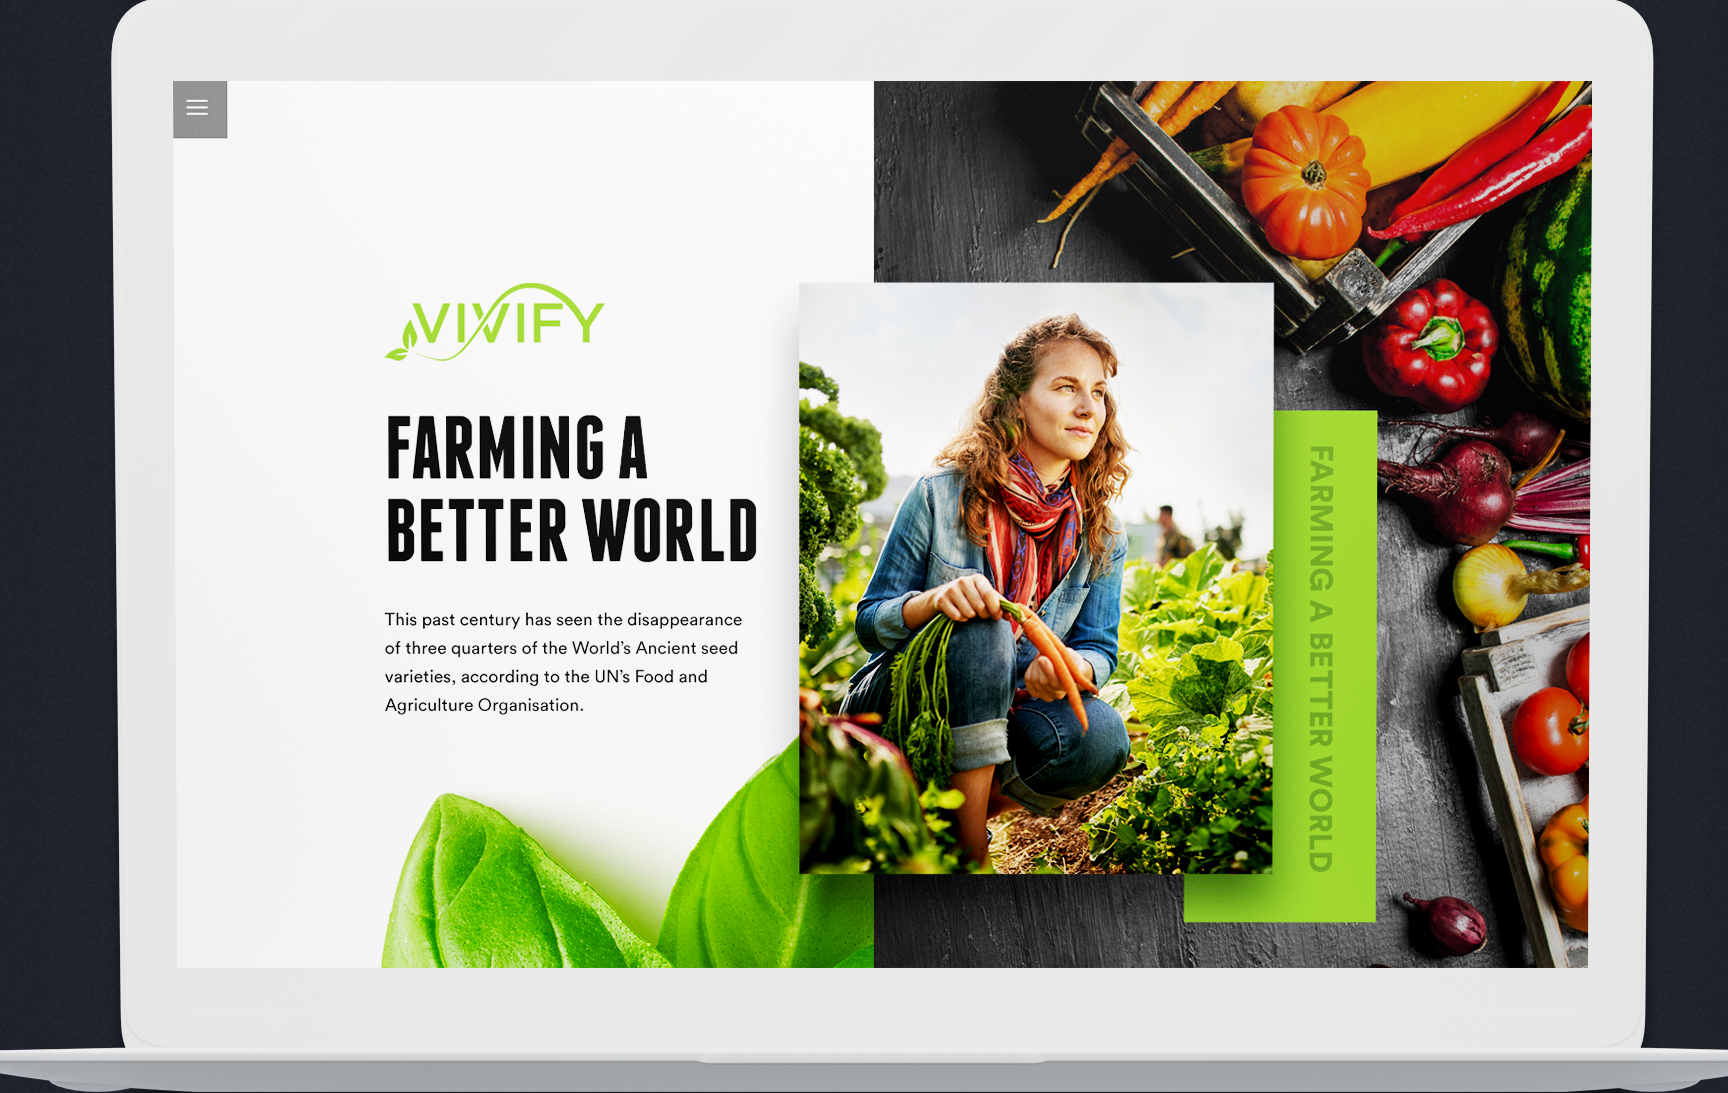 VIVIFY
FARMING A
BETTER WORLD
This past century has seen the disappearance
of three quarters of the World's Ancient seed
varieties, according to the UN's Food and
Agriculture Organisation.
FARMING A BETTER WORLD